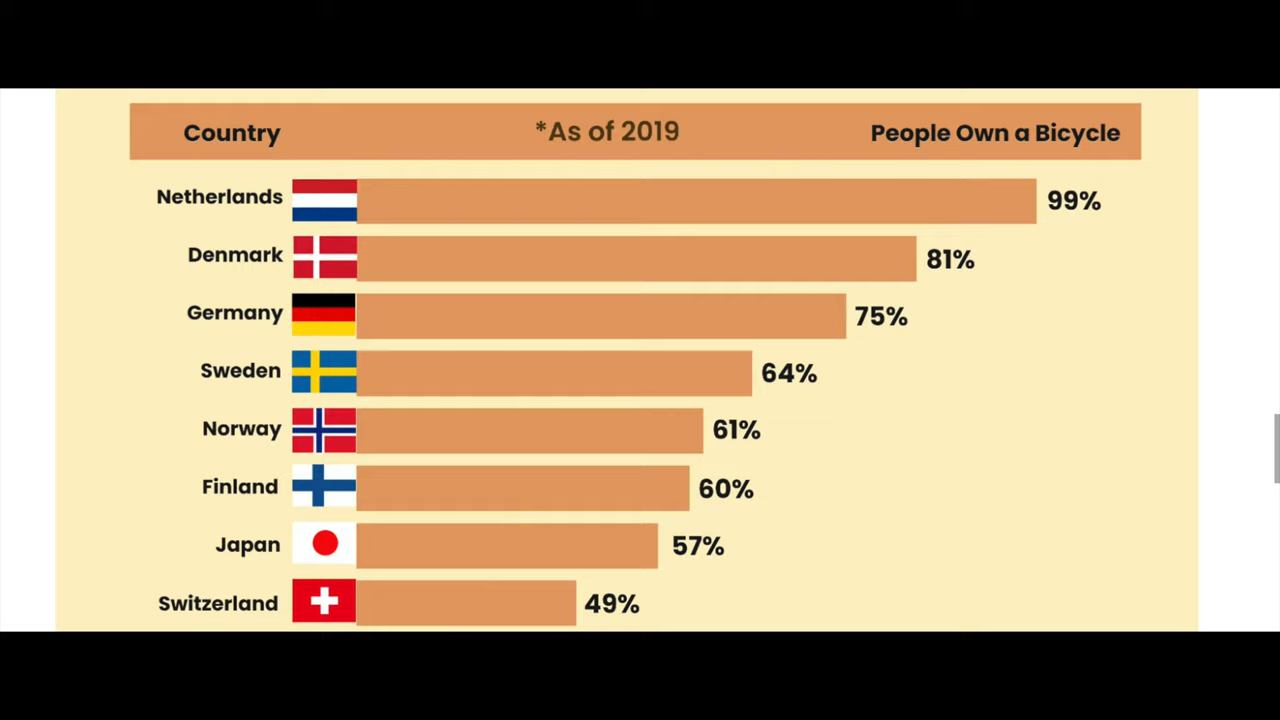 Country *As of 2019 People Own a Bicycle
Netherlands 99%
Denmark 81%
Germany 75%
Sweden 64%
Norway 61%
Finland 60%
Japan 57%
Switzerland 49%